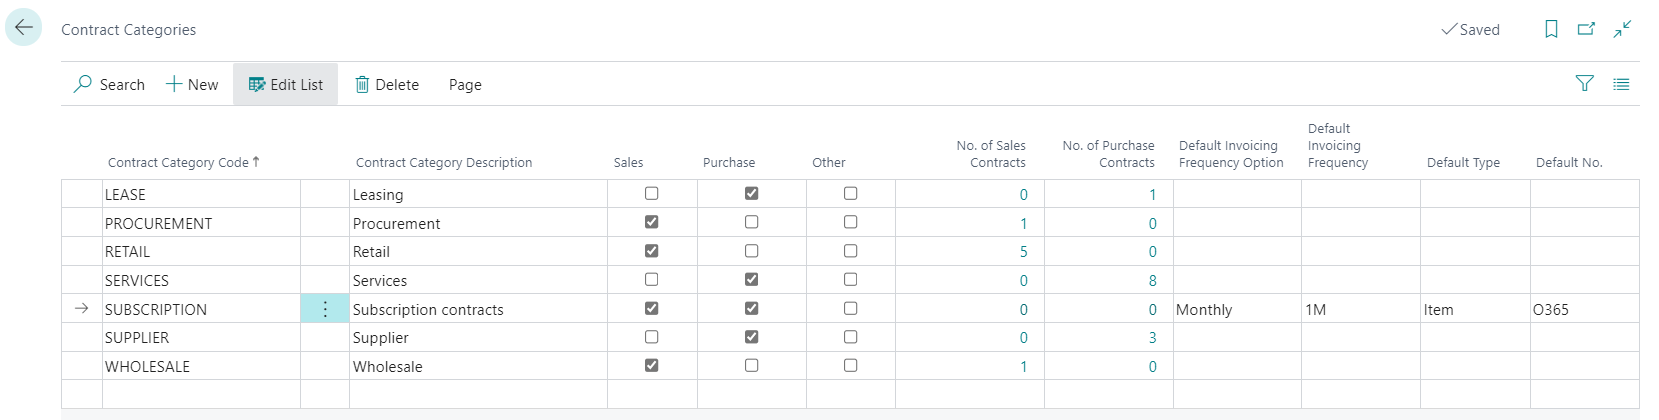 Contract Categories
Saved
Search New Edit List Delete Page
Contract Category Code ↑ Contract Category Description Sales Purchase Other No. of Sales Contracts No. of Purchase Contracts Default Invoicing Frequency Option Default Invoicing Frequency Default Type Default No.
LEASE Leasing 0 1
PROCUREMENT Procurement 1 0
RETAIL Retail 5 0
SERVICES Services 0 8
SUBSCRIPTION Subscription contracts 0 0 Monthly 1M Item O365
SUPPLIER Supplier 0 3
WHOLESALE Wholesale 1 0